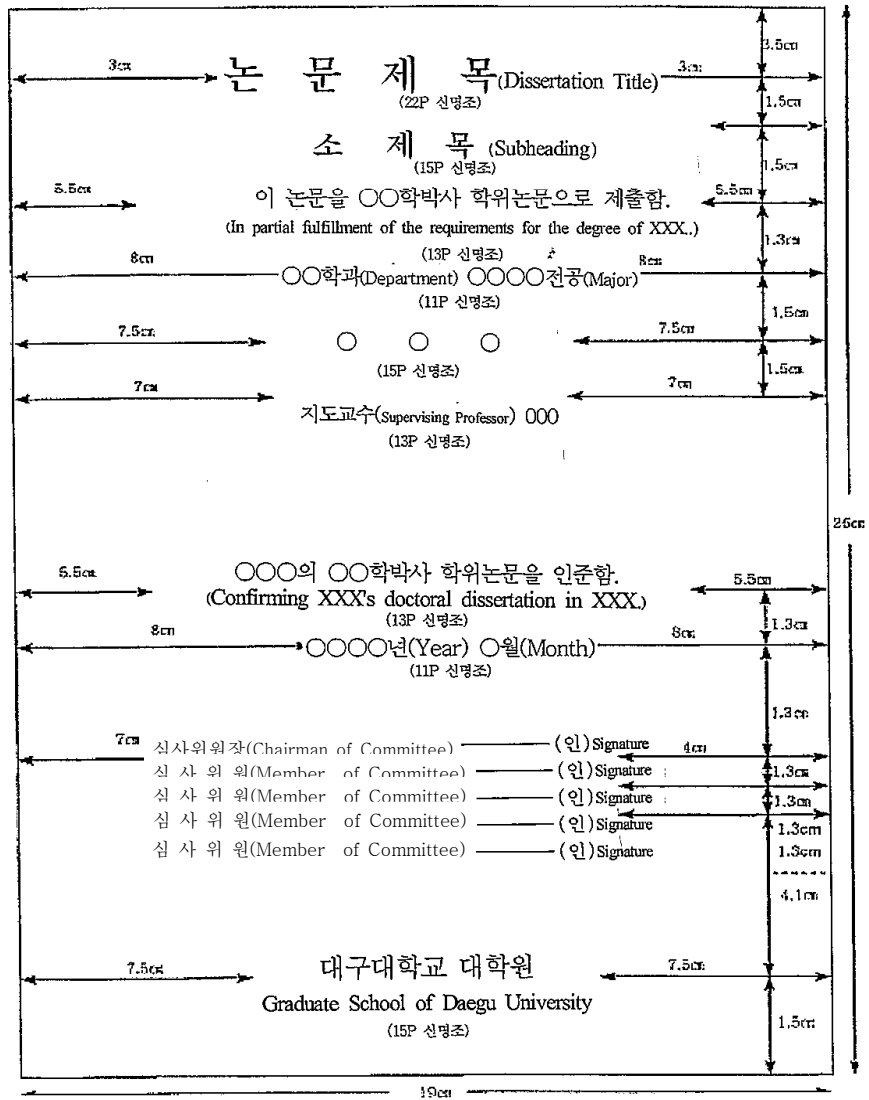 3.5cm
3cm 논 문 제 목(Dissertation Title) 3cm
(22P 신명조)
1.5cm
소 제 목 (Subheading)
(15P 신명조)
1.5cm
5.5cm 이 논문을 ○○학박사 학위논문으로 제출함. 5.5cm
(In partial fulfillment of the requirements for the degree of XXX..)
1.3cm
(13P 신명조)
8cm ○○학과(Department) ○○○○전공(Major) 8cm
(11P 신명조)
1.5cm
7.5cm ○ ○ ○ 7.5cm
(15P 신명조)
1.5cm
7cm 7cm
지도교수(Supervising Professor) 000
(13P 신명조)
26cm
5.5cm ○○○의 ○○학박사 학위논문을 인준함. 5.5cm
(Confirming XXX's doctoral dissertation in XXX.)
(13P 신명조)
1.3cm
8cm ○○○○년(Year) ○월(Month) 8cm
(11P 신명조)
1.3cm
7cm 심사위원장(Chairman of Committee) (인)Signature 4cm
심 사 위 원(Member of Committee) (인)Signature 1.3cm
심 사 위 원(Member of Committee) (인)Signature 1.3cm
심 사 위 원(Member of Committee) (인)Signature 1.3cm
심 사 위 원(Member of Committee) (인)Signature 1.3cm
4.1cm
7.5cm 대구대학교 대학원 7.5cm
Graduate School of Daegu University
(15P 신명조)
1.5cm
19cm